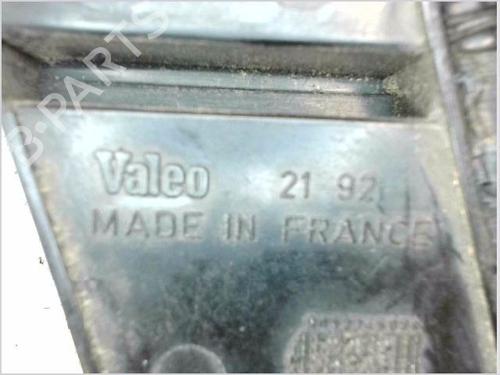 B-PARTS
Valeo 21 92
MADE IN FRANCE